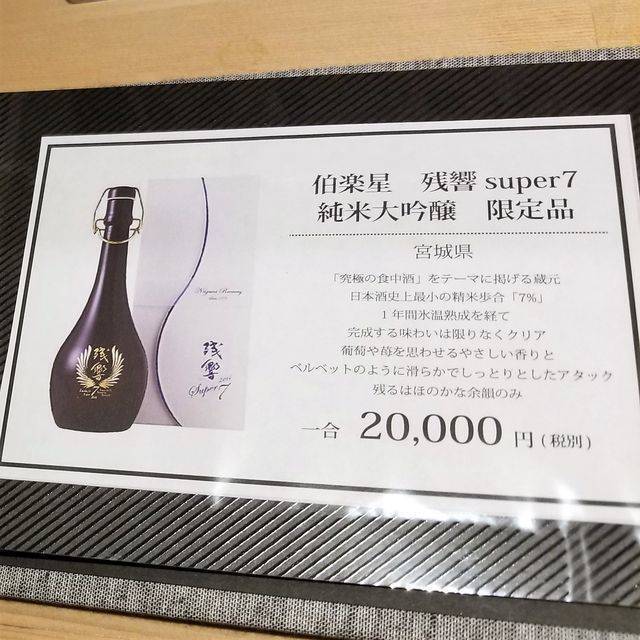 伯楽星 残響 super7
純米大吟醸 限定品
宮城県
「究極の食中酒」をテーマに掲げる蔵元
日本酒史上最小の精米歩合「7%」
1年間氷温熟成を経て
完成する味わいは限りなくクリア
葡萄や苺を思わせるやさしい香りと
ベルベットのように滑らかでしっとりとしたアタック
残るはほのかな余韻のみ
一合 20,000 円 (税別)
残響
7
残響
Super7